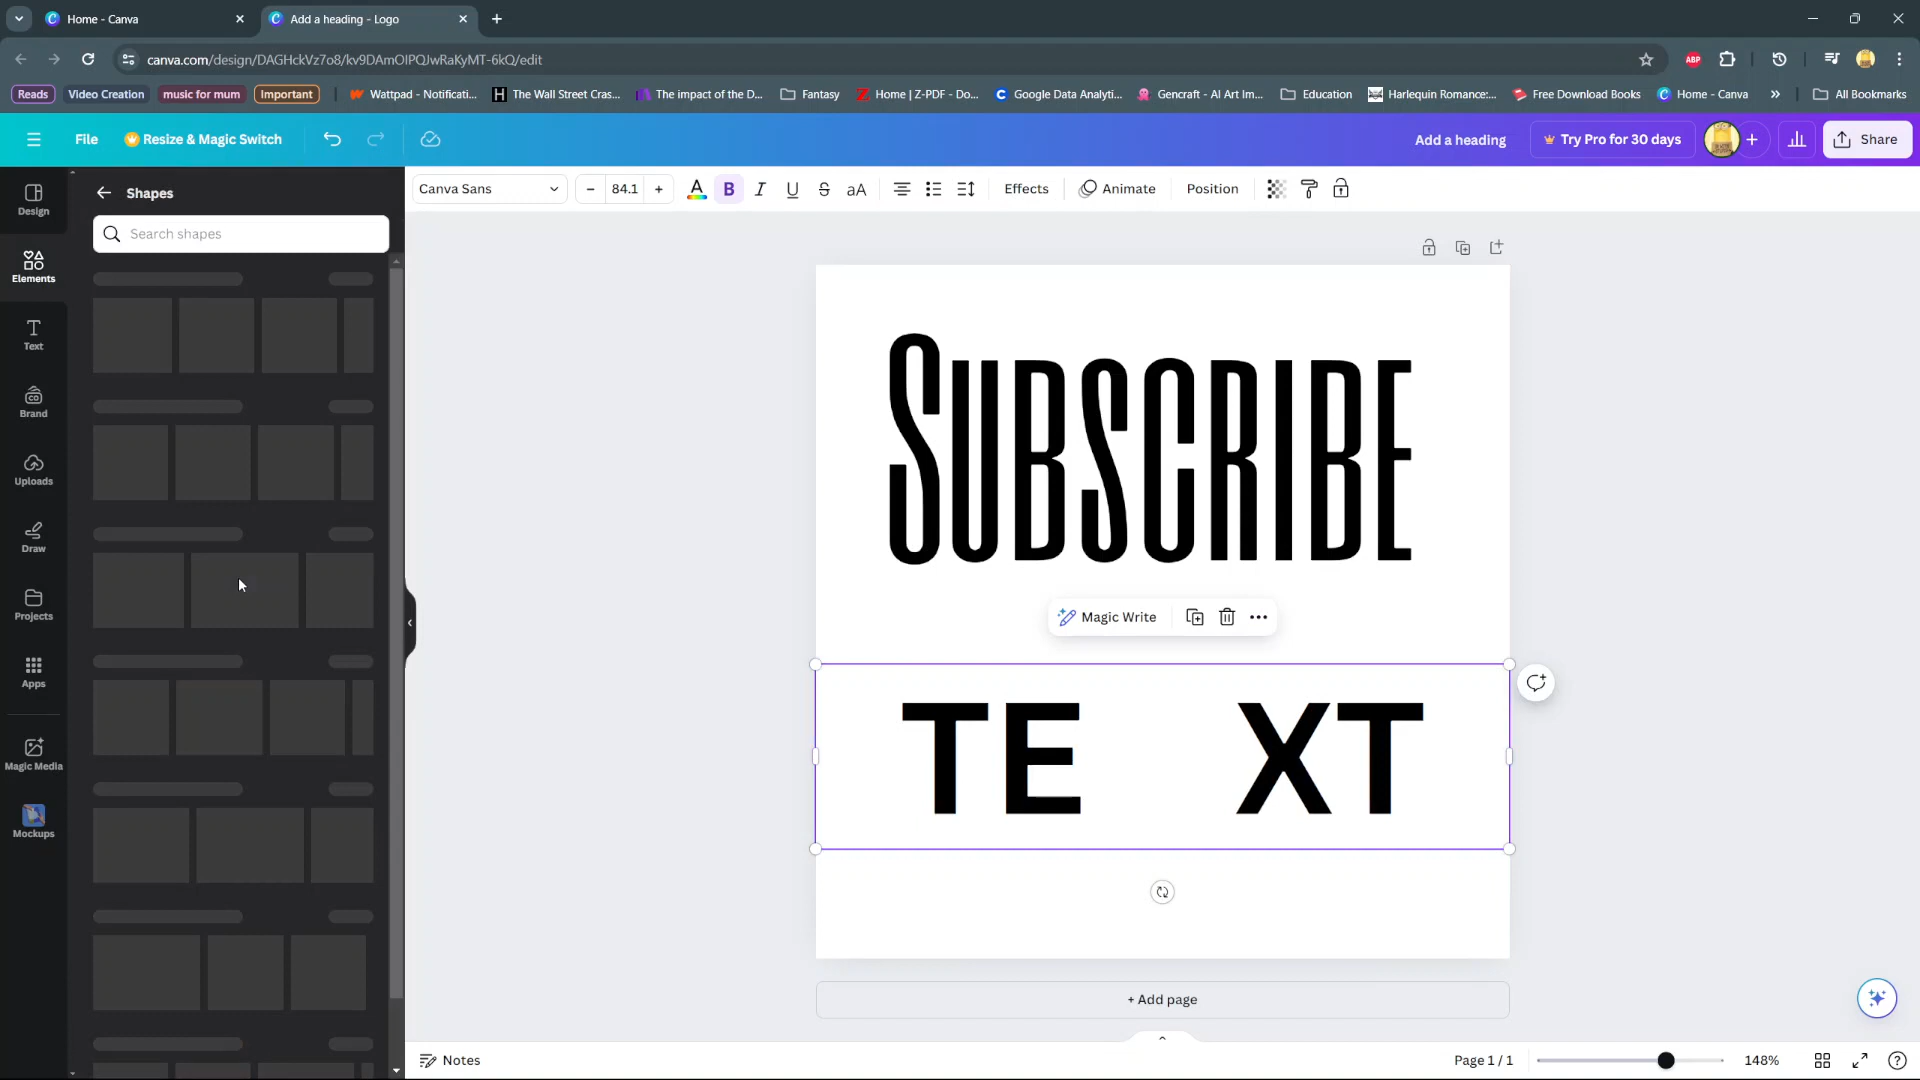 Home - Canva
Add a heading - Logo
canva.com/design/DAGHckVz7o8/kv9DAmOIPQJwRaKyMT-6kQ/edit
ABP
Reads
Video Creation
music for mum
Important
Wattpad - Notificati...
The Wall Street Cras...
The impact of the D...
Fantasy
Home | Z-PDF - Do...
Google Data Analyti...
Gencraft - AI Art Im...
Education
Harlequin Romance:...
Free Download Books
Home - Canva
All Bookmarks
File
Resize & Magic Switch
Add a heading
Try Pro for 30 days
Share
Design
Elements
Text
Brand
Uploads
Draw
Projects
Apps
Magic Media
Mockups
Shapes
Search shapes
Canva Sans
84.1
A
B
I
U
S
aA
Effects
Animate
Position
SUBSCRIBE
Magic Write
TE XT
+ Add page
Notes
Page 1 / 1
148%